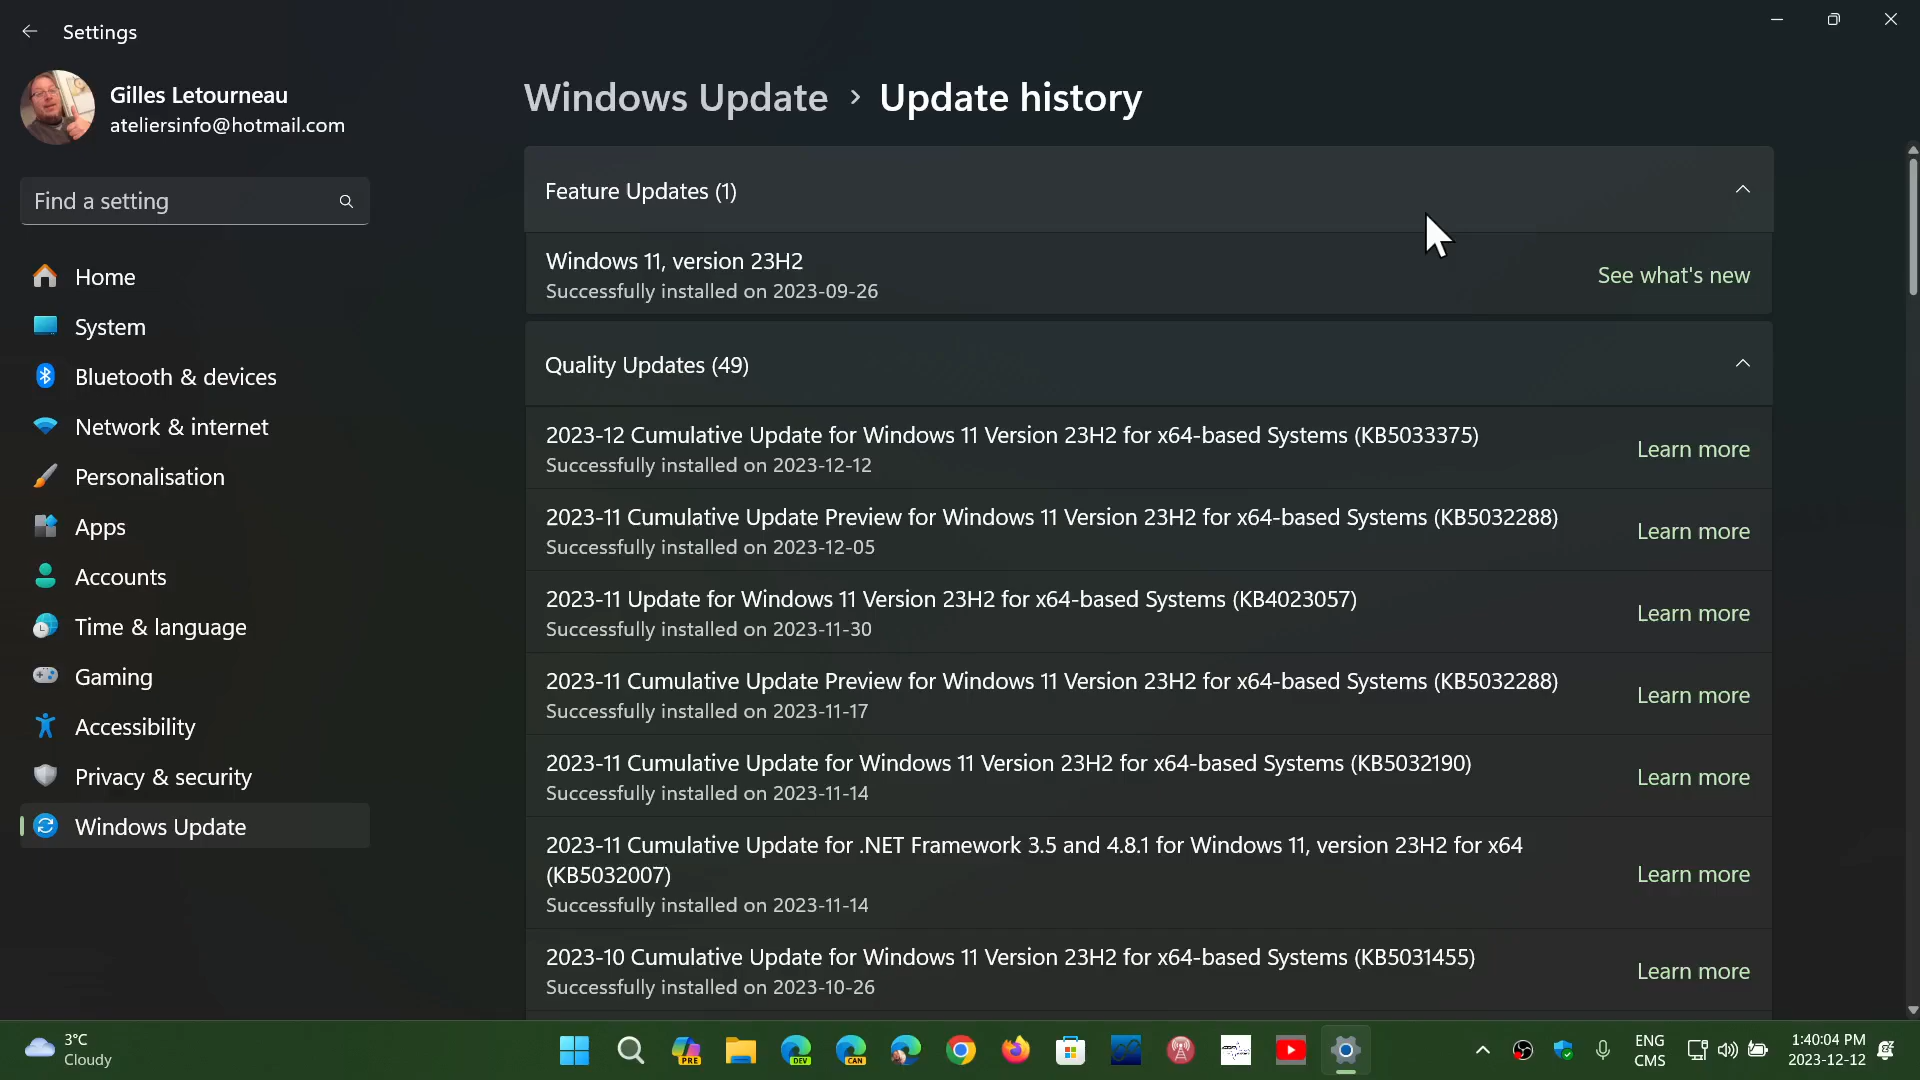 Settings
Gilles Letourneau
ateliersinfo@hotmail.com
Find a setting
Home
System
Bluetooth & devices
Network & internet
Personalisation
Apps
Accounts
Time & language
Gaming
Accessibility
Privacy & security
Windows Update
Windows Update › Update history
Feature Updates (1)
Windows 11, version 23H2
Successfully installed on 2023-09-26
See what's new
Quality Updates (49)
2023-12 Cumulative Update for Windows 11 Version 23H2 for x64-based Systems (KB5033375)
Successfully installed on 2023-12-12
Learn more
2023-11 Cumulative Update Preview for Windows 11 Version 23H2 for x64-based Systems (KB5032288)
Successfully installed on 2023-12-05
Learn more
2023-11 Update for Windows 11 Version 23H2 for x64-based Systems (KB4023057)
Successfully installed on 2023-11-30
Learn more
2023-11 Cumulative Update Preview for Windows 11 Version 23H2 for x64-based Systems (KB5032288)
Successfully installed on 2023-11-17
Learn more
2023-11 Cumulative Update for Windows 11 Version 23H2 for x64-based Systems (KB5032190)
Successfully installed on 2023-11-14
Learn more
2023-11 Cumulative Update for .NET Framework 3.5 and 4.8.1 for Windows 11, version 23H2 for x64
(KB5032007)
Successfully installed on 2023-11-14
Learn more
2023-10 Cumulative Update for Windows 11 Version 23H2 for x64-based Systems (KB5031455)
Successfully installed on 2023-10-26
Learn more
3°C
Cloudy
PRE
DEV
CAN
ENG
CMS
1:40:04 PM
2023-12-12